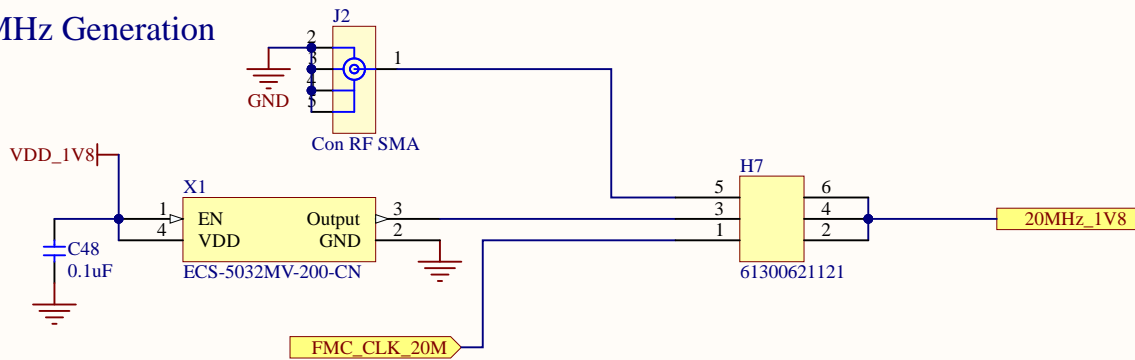 MHz Generation
J2
2
3
4
5
1
GND
Con RF SMA
VDD_1V8
X1
1 EN Output 3
4 VDD GND 2
ECS-5032MV-200-CN
C48
0.1uF
H7
5 6
3 4
1 2
61300621121
20MHz_1V8
FMC_CLK_20M